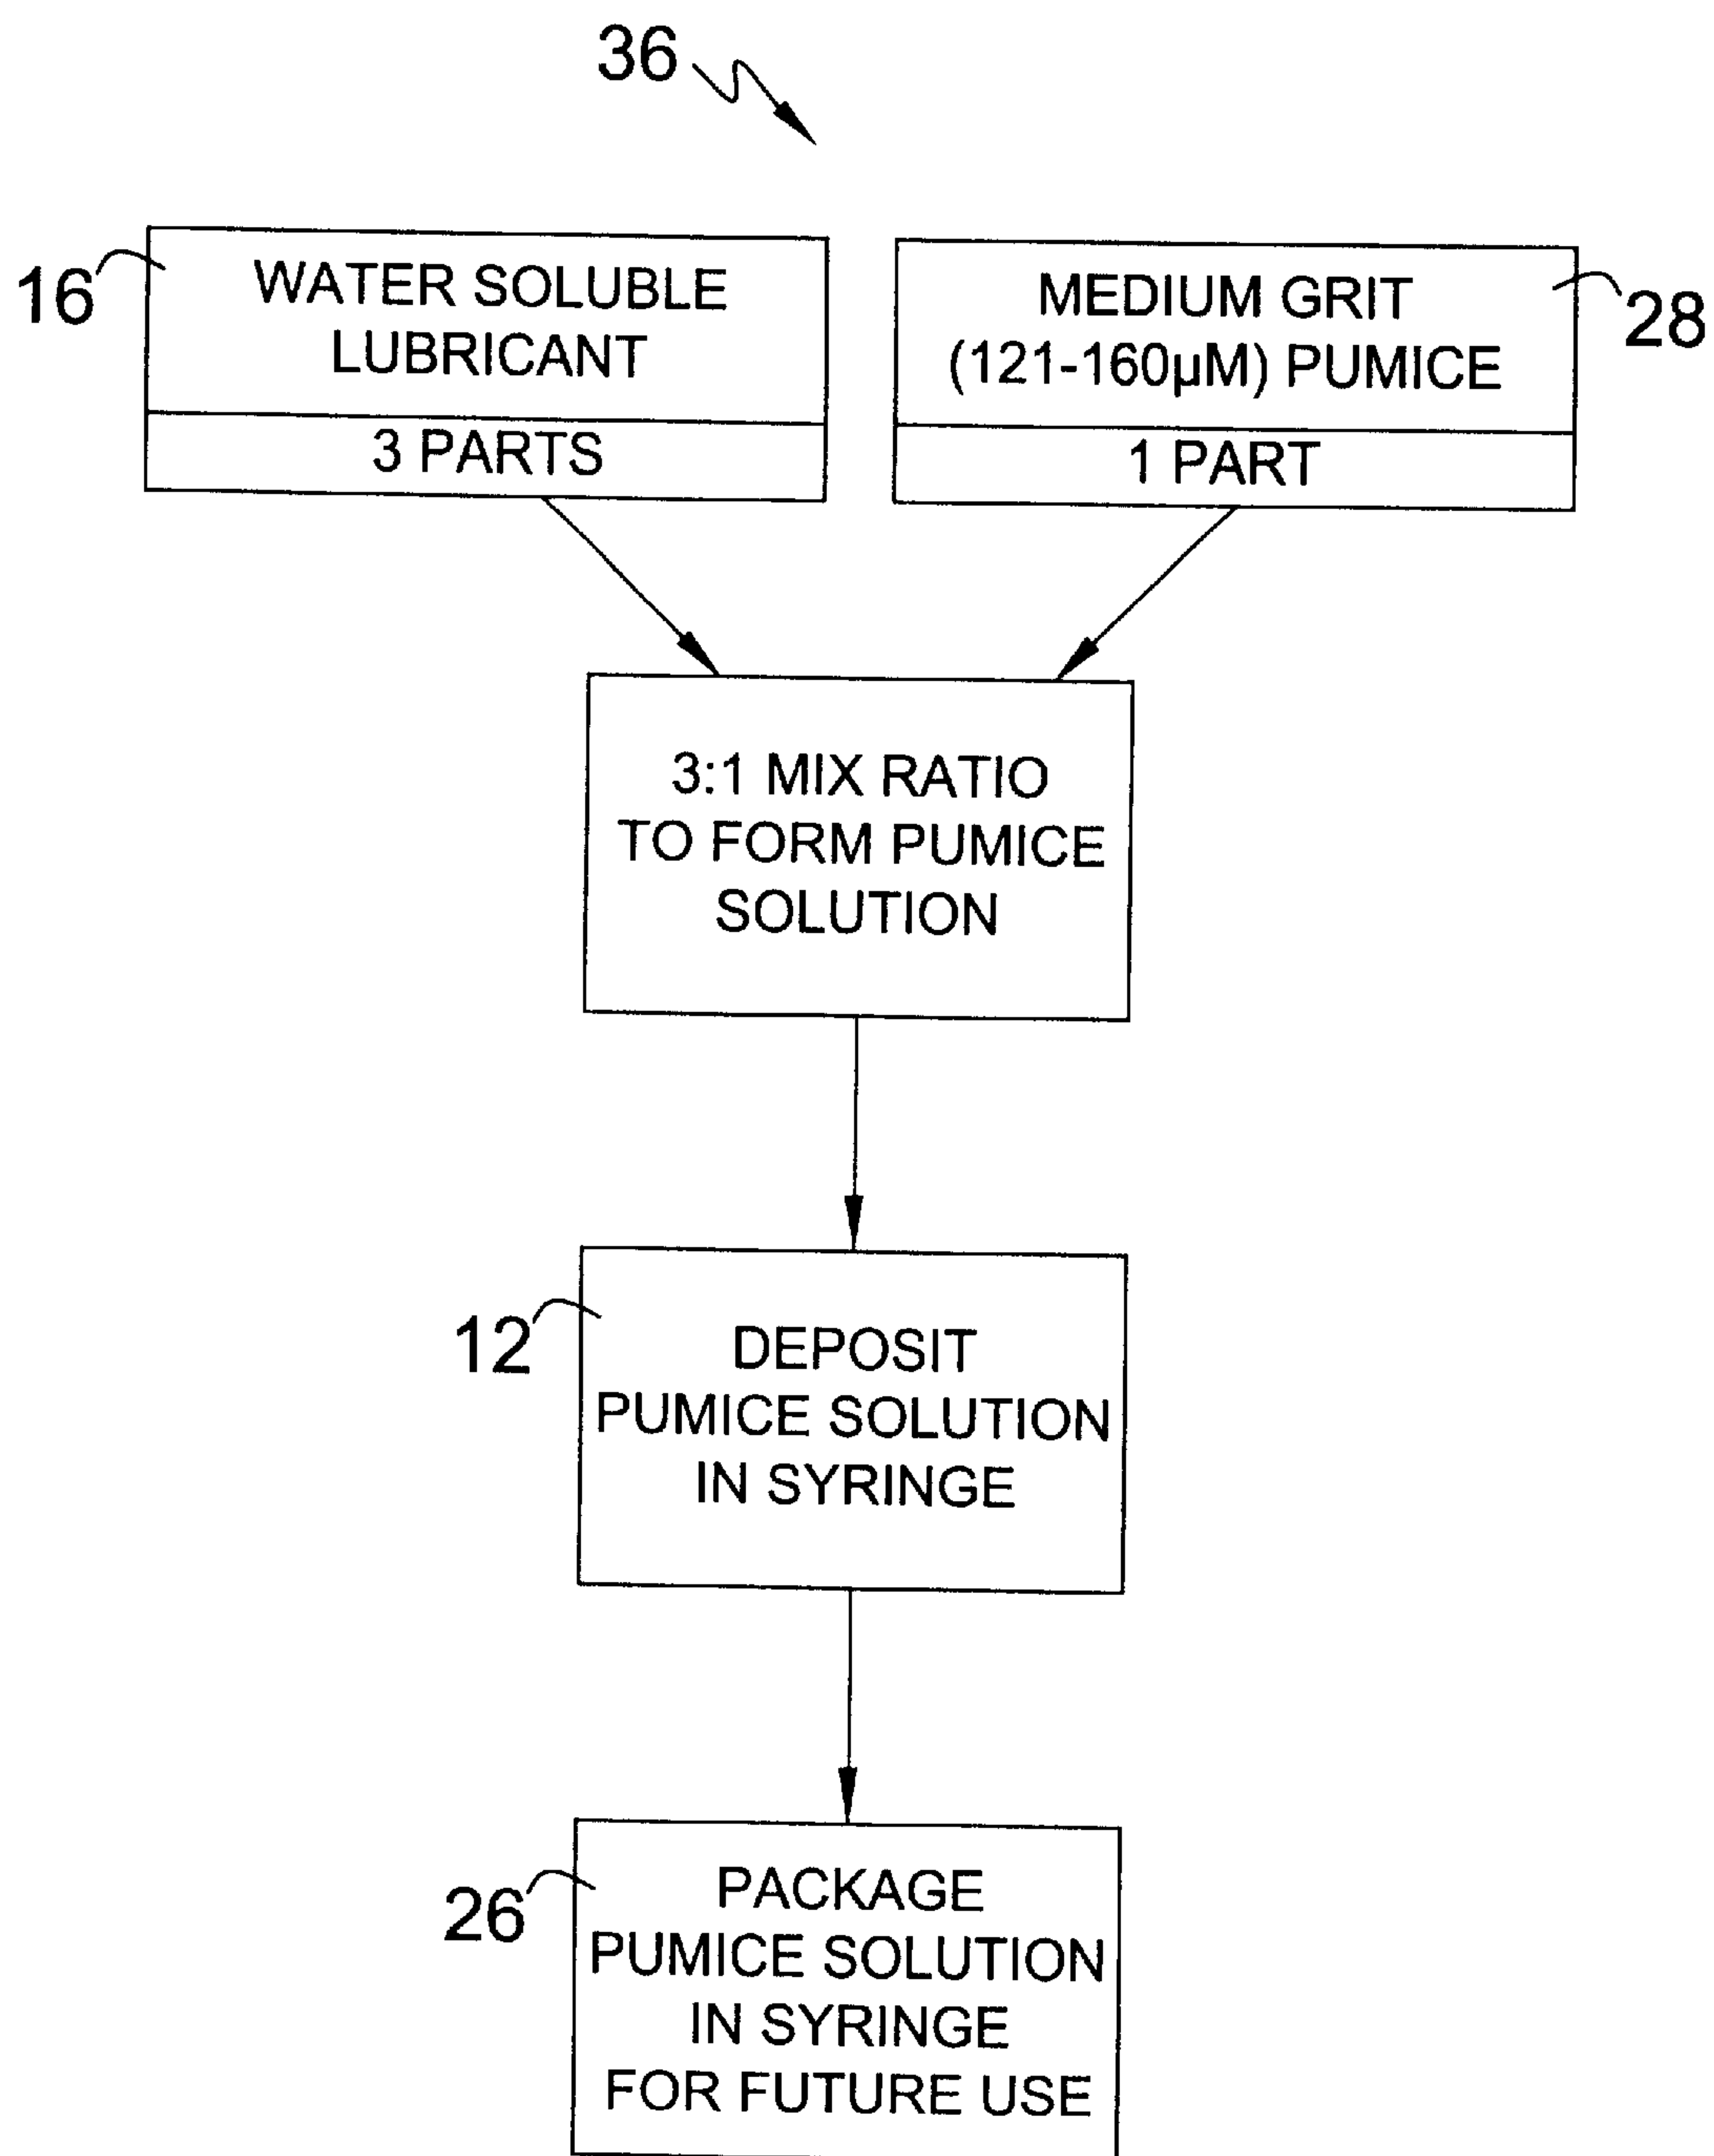 36
16
WATER SOLUBLE
LUBRICANT
3 PARTS
MEDIUM GRIT
(121-160µM) PUMICE
1 PART
28
3:1 MIX RATIO
TO FORM PUMICE
SOLUTION
12
DEPOSIT
PUMICE SOLUTION
IN SYRINGE
26
PACKAGE
PUMICE SOLUTION
IN SYRINGE
FOR FUTURE USE